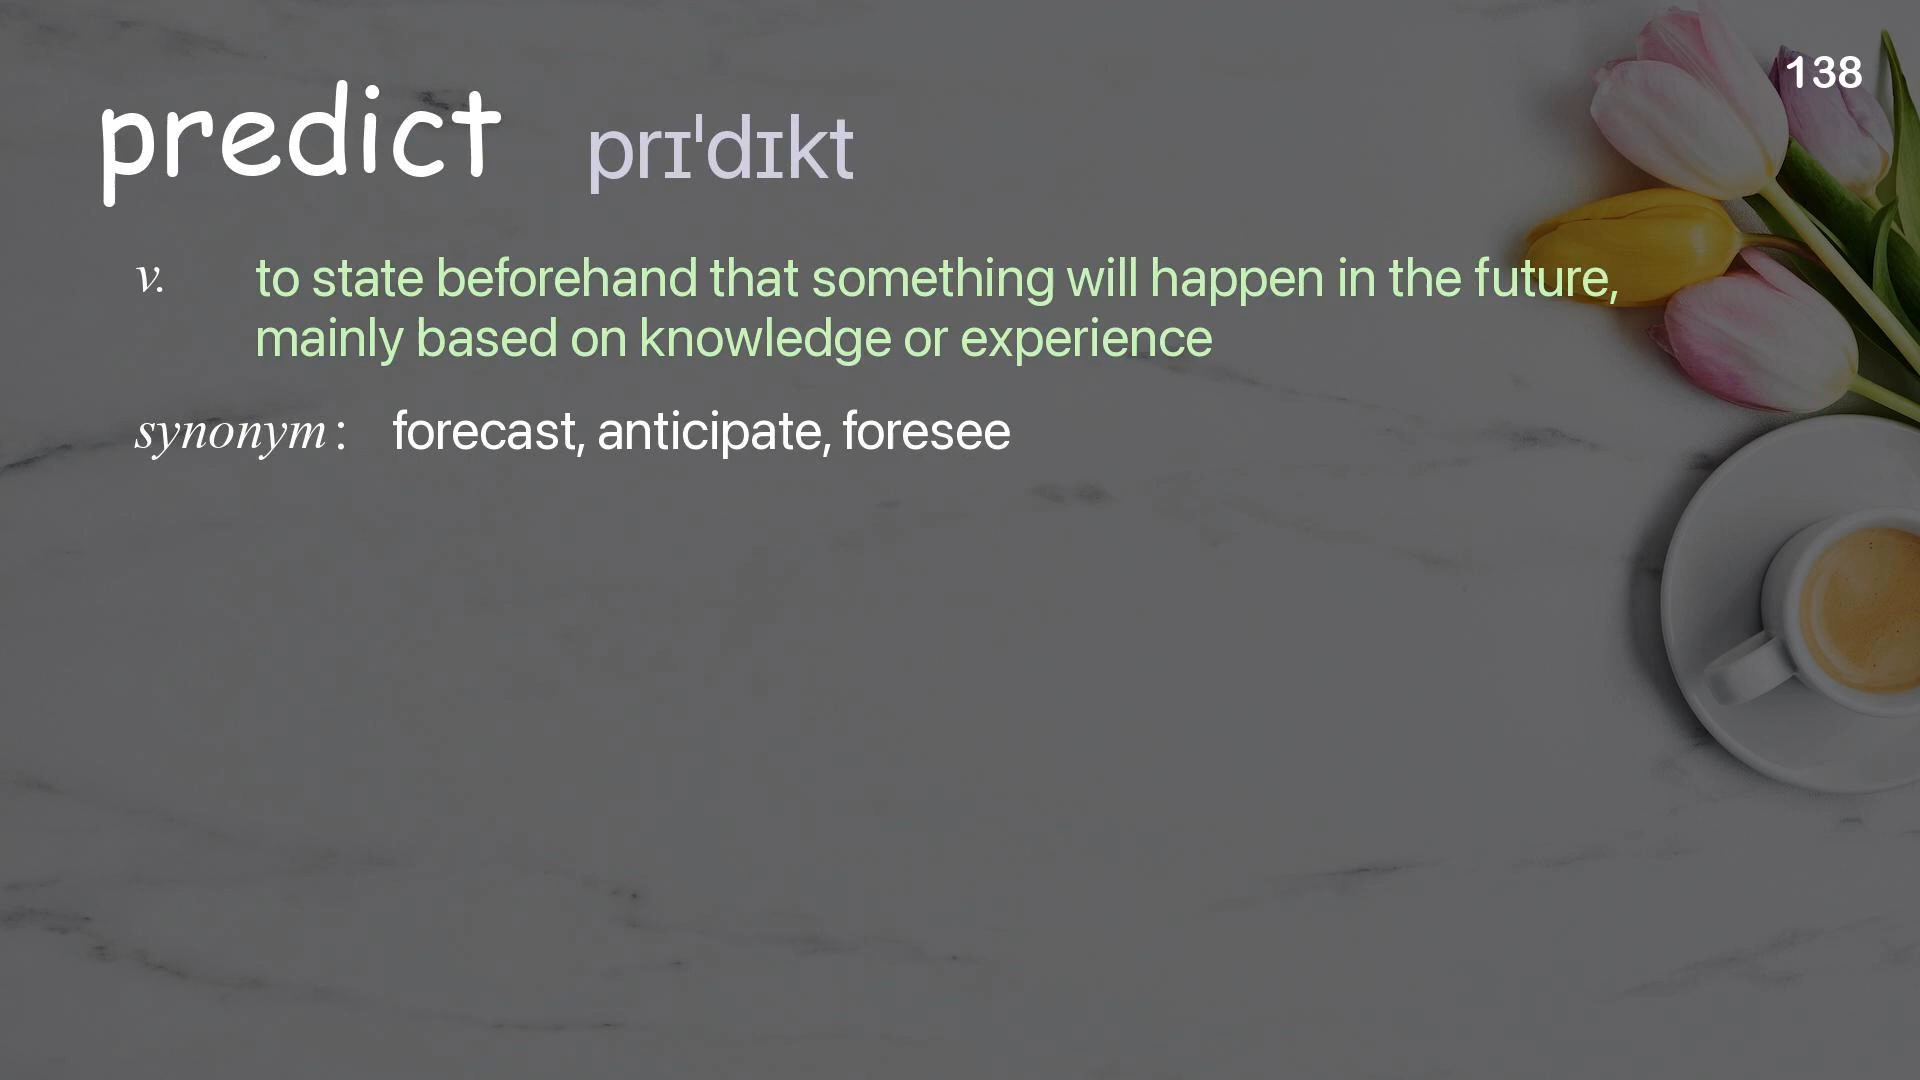 138
predict prɪˈdɪkt
v. to state beforehand that something will happen in the future,
mainly based on knowledge or experience
synonym : forecast, anticipate, foresee